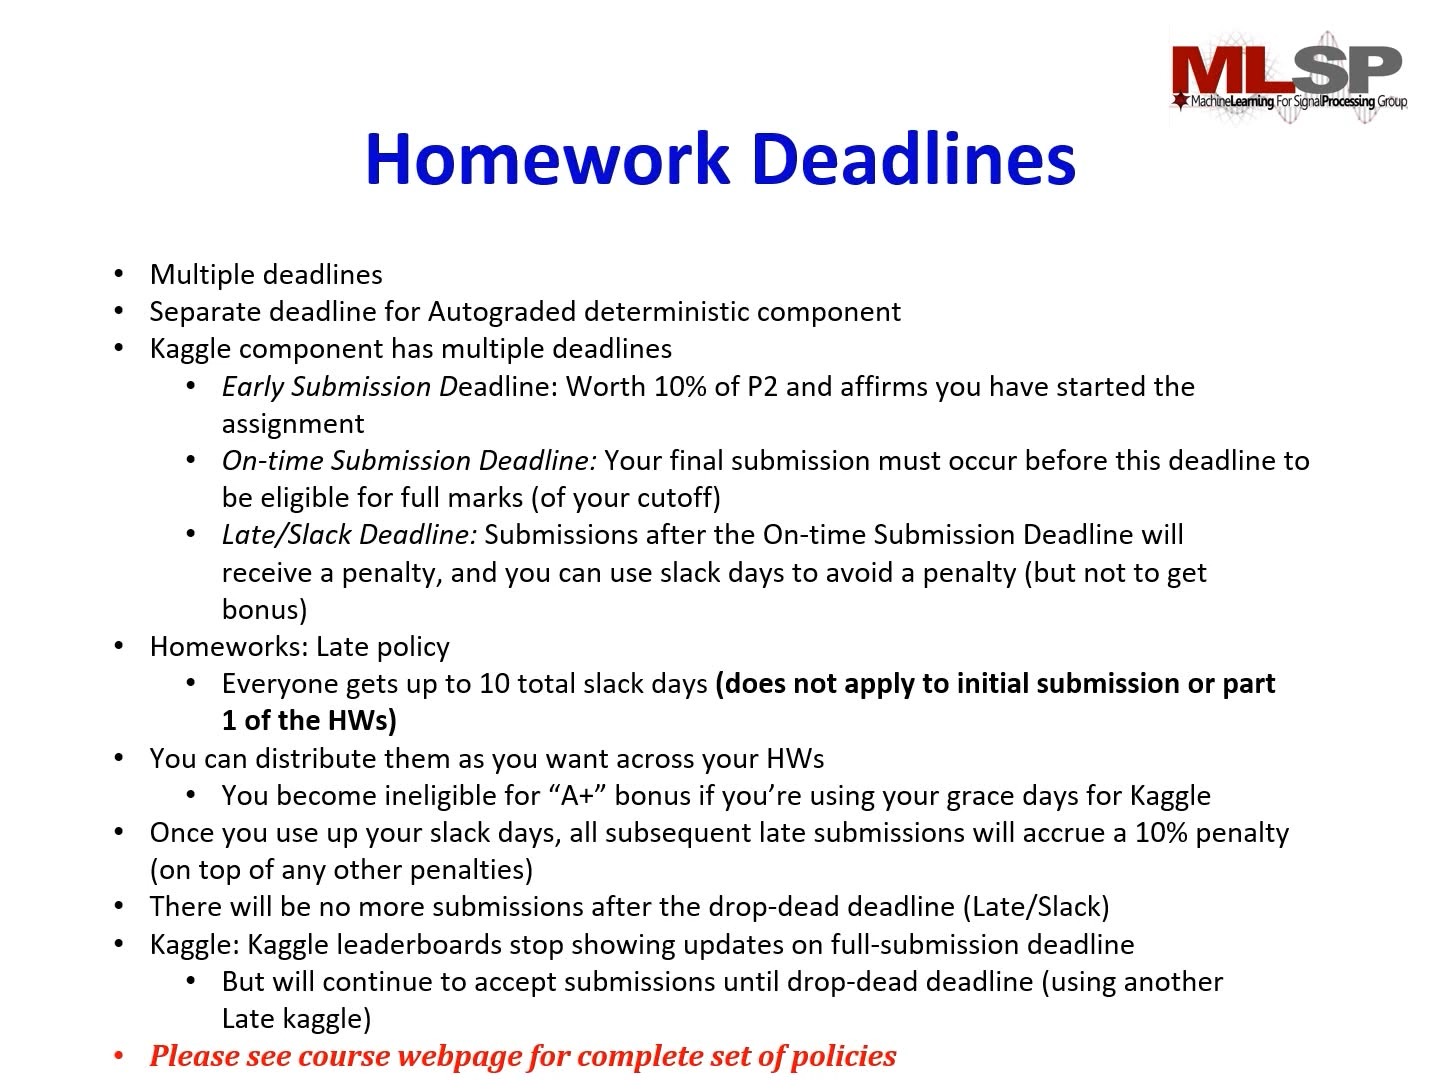 MLSP
MachineLearning For SignalProcessing Group
Homework Deadlines
• Multiple deadlines
• Separate deadline for Autograded deterministic component
• Kaggle component has multiple deadlines
• Early Submission Deadline: Worth 10% of P2 and affirms you have started the
assignment
• On-time Submission Deadline: Your final submission must occur before this deadline to
be eligible for full marks (of your cutoff)
• Late/Slack Deadline: Submissions after the On-time Submission Deadline will
receive a penalty, and you can use slack days to avoid a penalty (but not to get
bonus)
• Homeworks: Late policy
• Everyone gets up to 10 total slack days (does not apply to initial submission or part
1 of the HWs)
• You can distribute them as you want across your HWs
• You become ineligible for “A+” bonus if you’re using your grace days for Kaggle
• Once you use up your slack days, all subsequent late submissions will accrue a 10% penalty
(on top of any other penalties)
• There will be no more submissions after the drop-dead deadline (Late/Slack)
• Kaggle: Kaggle leaderboards stop showing updates on full-submission deadline
• But will continue to accept submissions until drop-dead deadline (using another
Late kaggle)
• Please see course webpage for complete set of policies